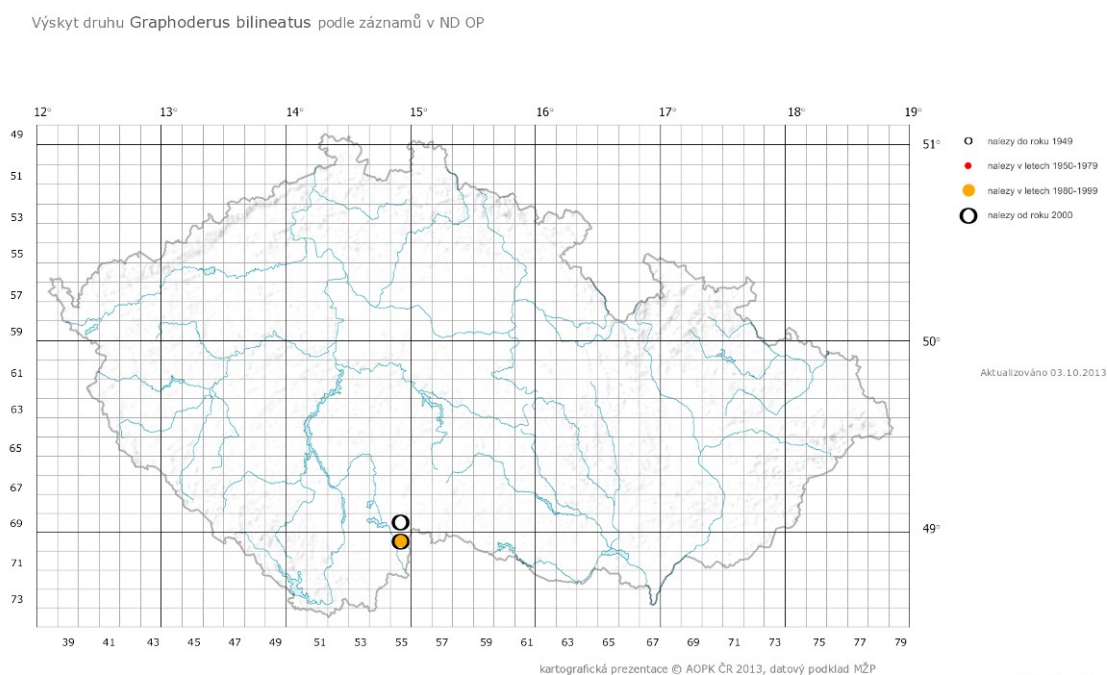 Výskyt druhu Graphoderus bilineatus podle záznamů v ND OP
12° 13° 14° 15° 16° 17° 18° 19°
49
51
53
55
57
59
61
63
65
67
69
71
73
51°
50°
49°
nalezy do roku 1949
nalezy v letech 1950-1979
nalezy v letech 1980-1999
nalezy od roku 2000
Aktualizováno 03.10.2013
39 41 43 45 47 49 51 53 55 57 59 61 63 65 67 69 71 73 75 77 79
kartografická prezentace © AOPK ČR 2013, datový podklad MŽP